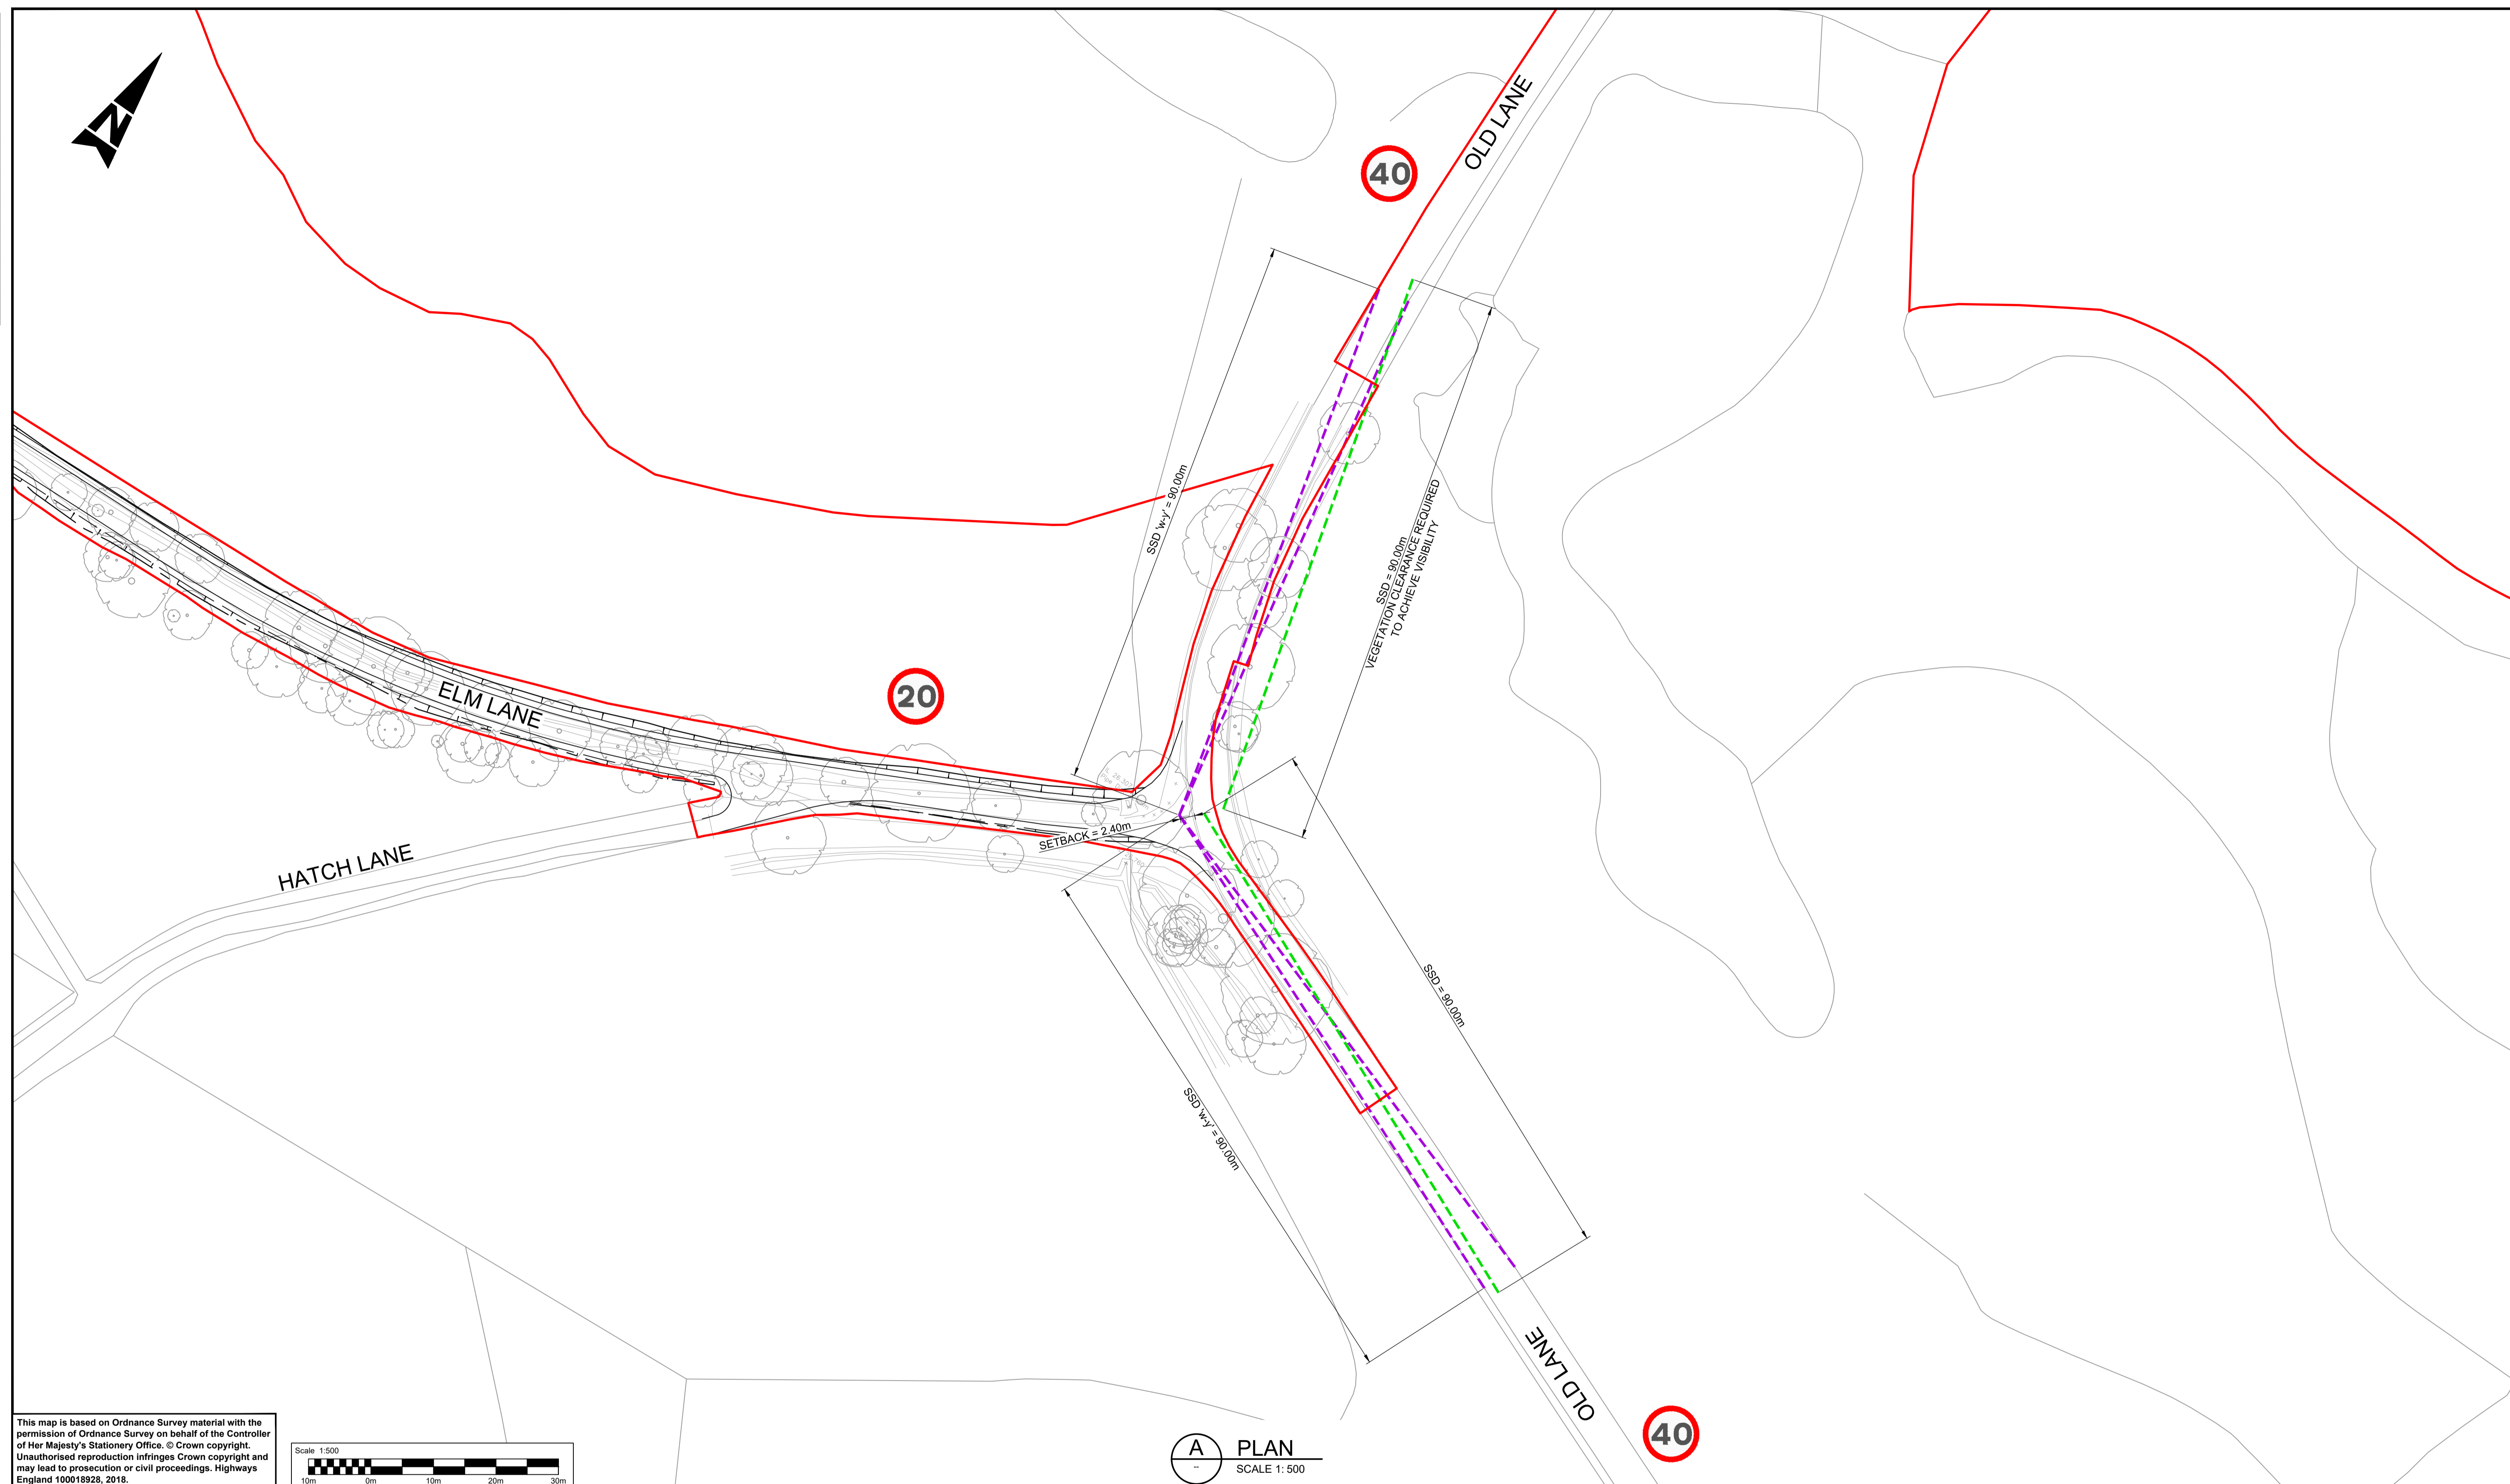 N
OLD LANE
40
SSD 'w-y' = 90.00m
SSD = 90.00m
VEGETATION CLEARANCE REQUIRED
TO ACHIEVE VISIBILITY
20
ELM LANE
SETBACK = 2.40m
HATCH LANE
SSD = 90.00m
SSD 'w-y' = 90.00m
OLD LANE
40
This map is based on Ordnance Survey material with the
permission of Ordnance Survey on behalf of the Controller
of Her Majesty's Stationery Office. © Crown copyright.
Unauthorised reproduction infringes Crown copyright and
may lead to prosecution or civil proceedings. Highways
England 100018928, 2018.
Scale 1:500
10m 0m 10m 20m 30m
A
--
PLAN
SCALE 1: 500